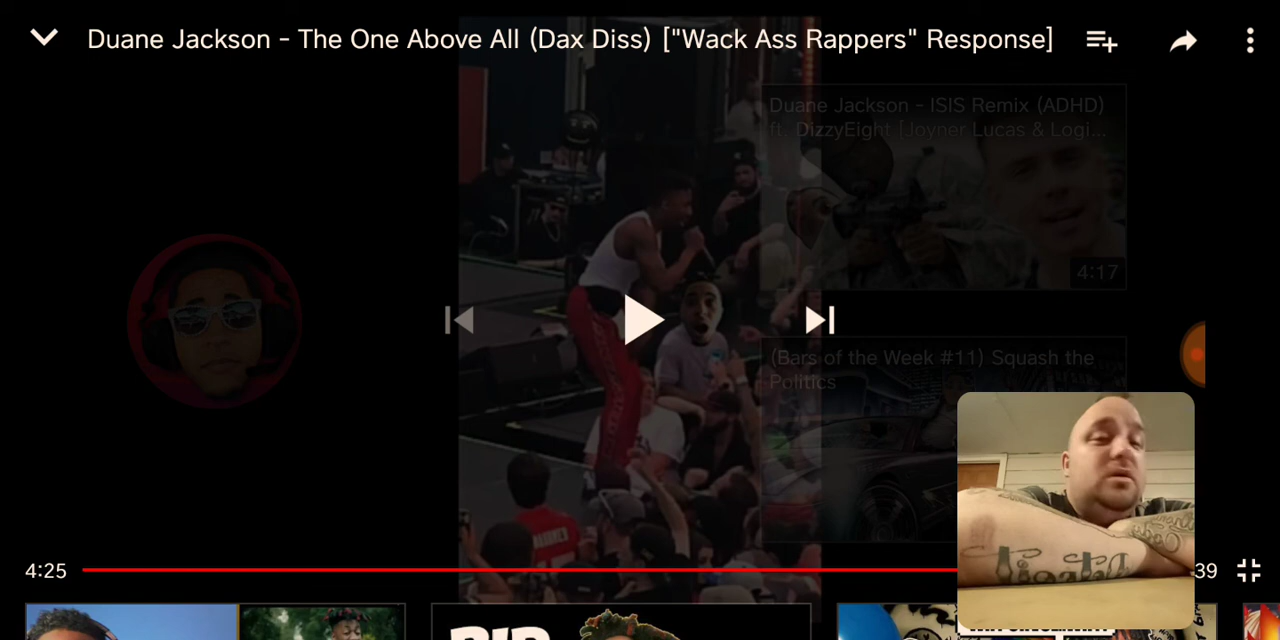 Duane Jackson - The One Above All (Dax Diss) ["Wack Ass Rappers" Response]
Duane Jackson - ISIS Remix (ADHD)
ft. DizzyEight [Joyner Lucas & Logi...
4:17
(Bars of the Week #11) Squash the
Politics
4:25
39